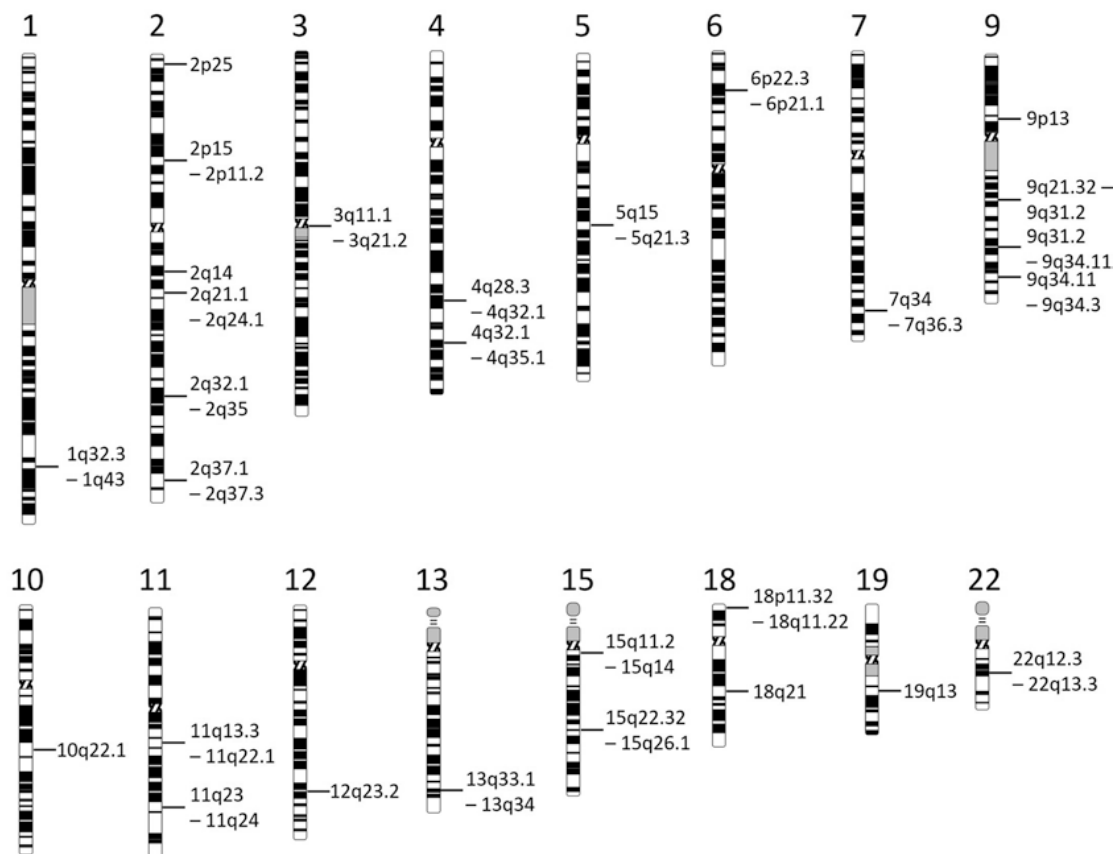 1
2
3
4
5
6
7
9
2p25
2p15
– 2p11.2
2q14
2q21.1
– 2q24.1
2q32.1
– 2q35
2q37.1
– 2q37.3
1q32.3
– 1q43
3q11.1
– 3q21.2
4q28.3
– 4q32.1
4q32.1
– 4q35.1
5q15
– 5q21.3
6p22.3
– 6p21.1
7q34
– 7q36.3
9p13
9q21.32 –
9q31.2
9q31.2
– 9q34.11
9q34.11
– 9q34.3
10
11
12
13
15
18
19
22
10q22.1
11q13.3
– 11q22.1
11q23
– 11q24
12q23.2
13q33.1
– 13q34
15q11.2
– 15q14
15q22.32
– 15q26.1
18p11.32
– 18q11.22
18q21
19q13
22q12.3
– 22q13.3